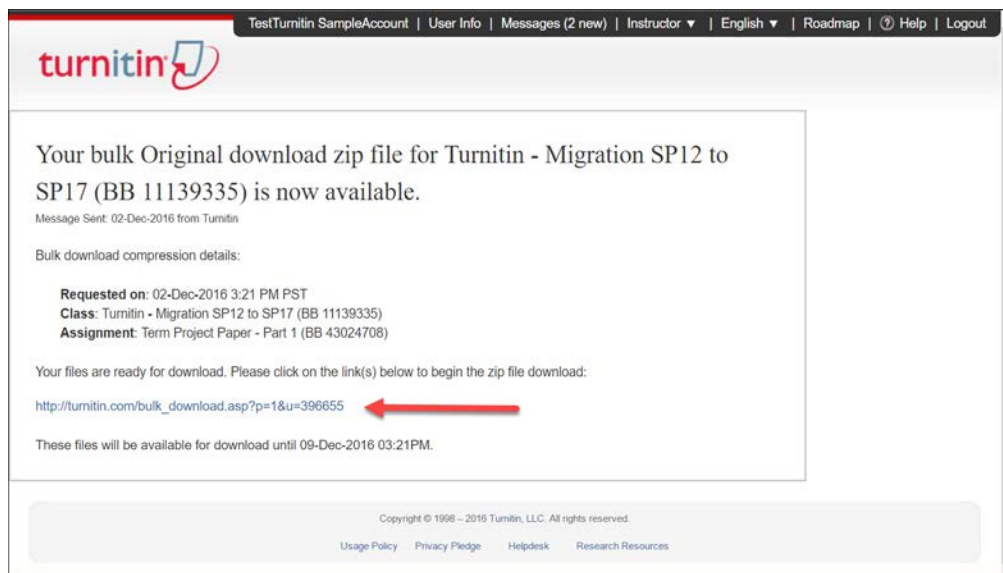 TestTurnitin SampleAccount | User Info | Messages (2 new) | Instructor ▼ | English ▼ | Roadmap | ? Help | Logout
turnitin
Your bulk Original download zip file for Turnitin - Migration SP12 to
SP17 (BB 11139335) is now available.
Message Sent: 02-Dec-2016 from Turnitin
Bulk download compression details:
Requested on: 02-Dec-2016 3:21 PM PST
Class: Turnitin - Migration SP12 to SP17 (BB 11139335)
Assignment: Term Project Paper - Part 1 (BB 43024708)
Your files are ready for download. Please click on the link(s) below to begin the zip file download:
http://turnitin.com/bulk_download.asp?p=1&u=396655
These files will be available for download until 09-Dec-2016 03:21PM.
Copyright © 1998 – 2016 Turnitin, LLC. All rights reserved.
Usage Policy Privacy Pledge Helpdesk Research Resources